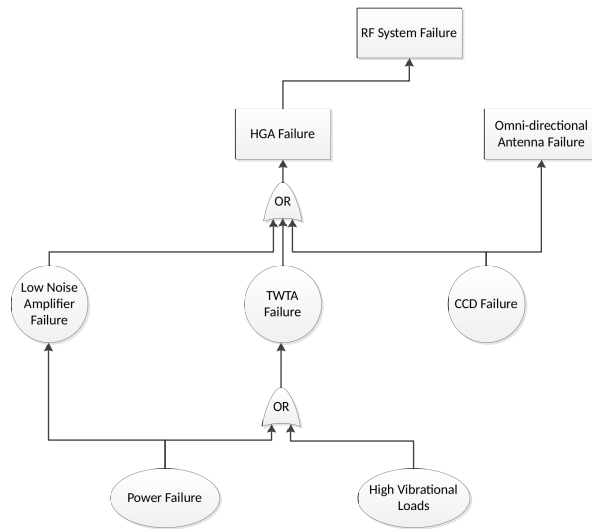 RF System Failure
HGA Failure
Omni-directional
Antenna Failure
OR
Low Noise
Amplifier
Failure
TWTA
Failure
CCD Failure
OR
Power Failure
High Vibrational
Loads